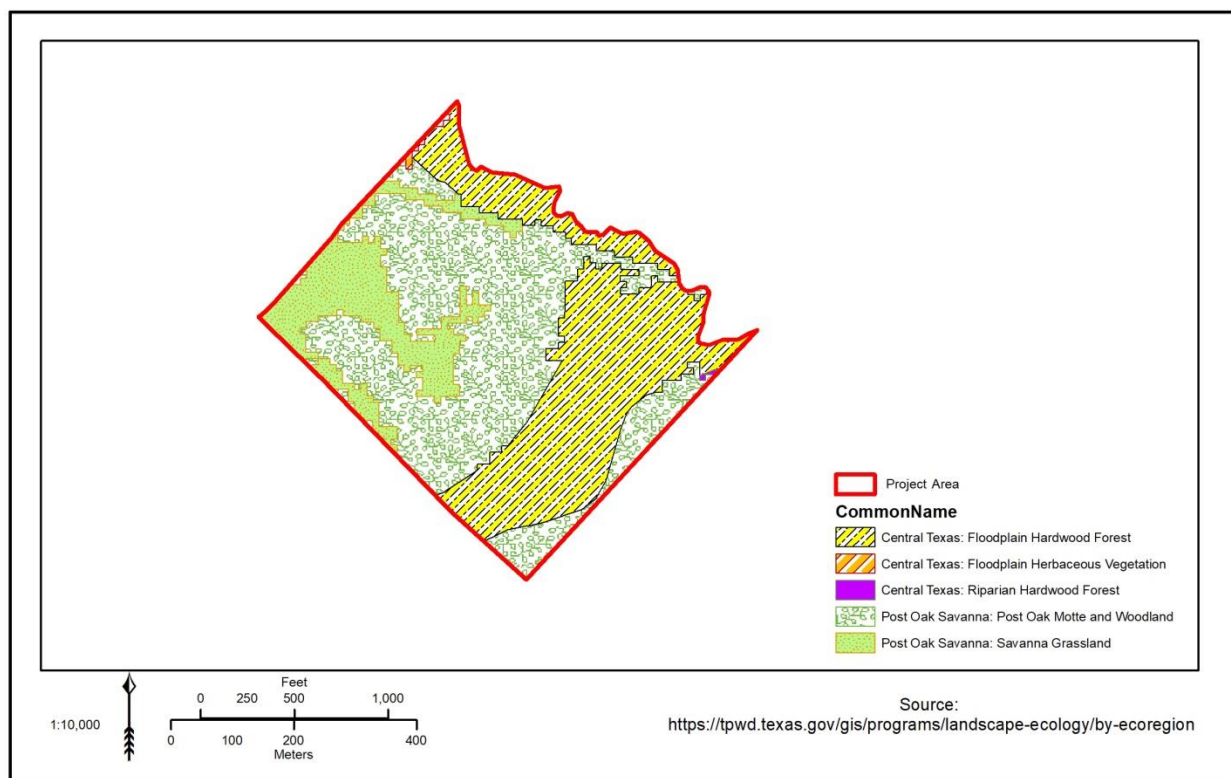 Project Area
CommonName
Central Texas: Floodplain Hardwood Forest
Central Texas: Floodplain Herbaceous Vegetation
Central Texas: Riparian Hardwood Forest
Post Oak Savanna: Post Oak Motte and Woodland
Post Oak Savanna: Savanna Grassland
Feet
0 250 500 1,000
1:10,000
0 100 200 400
Meters
Source:
https://tpwd.texas.gov/gis/programs/landscape-ecology/by-ecoregion